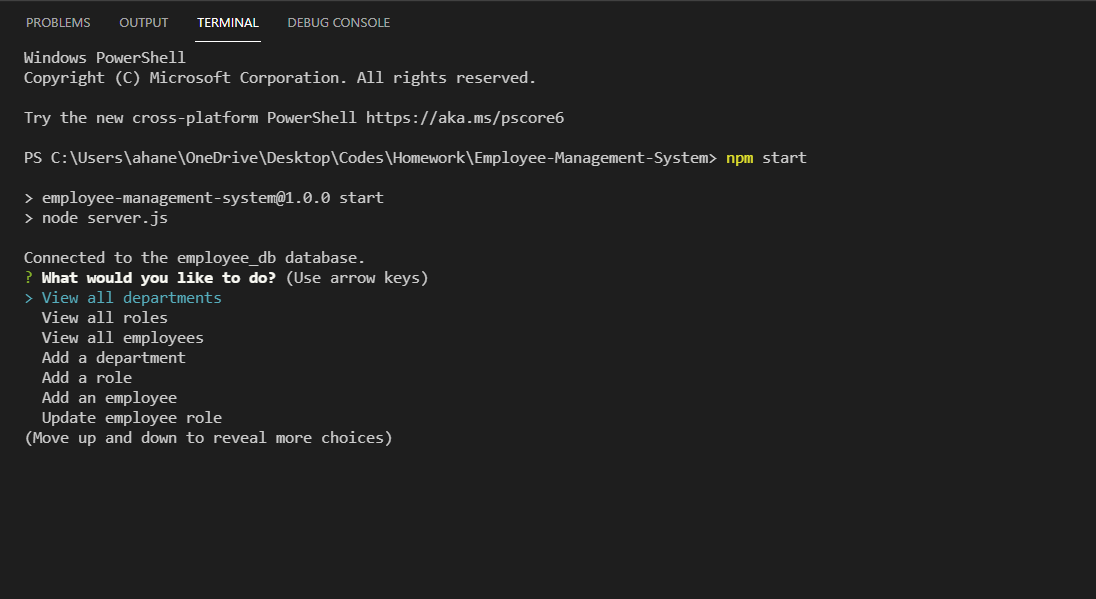 PROBLEMS OUTPUT TERMINAL DEBUG CONSOLE
Windows PowerShell
Copyright (C) Microsoft Corporation. All rights reserved.
Try the new cross-platform PowerShell https://aka.ms/pscore6
PS C:\Users\ahane\OneDrive\Desktop\Codes\Homework\Employee-Management-System> npm start
> employee-management-system@1.0.0 start
> node server.js
Connected to the employee_db database.
? What would you like to do? (Use arrow keys)
> View all departments
View all roles
View all employees
Add a department
Add a role
Add an employee
Update employee role
(Move up and down to reveal more choices)